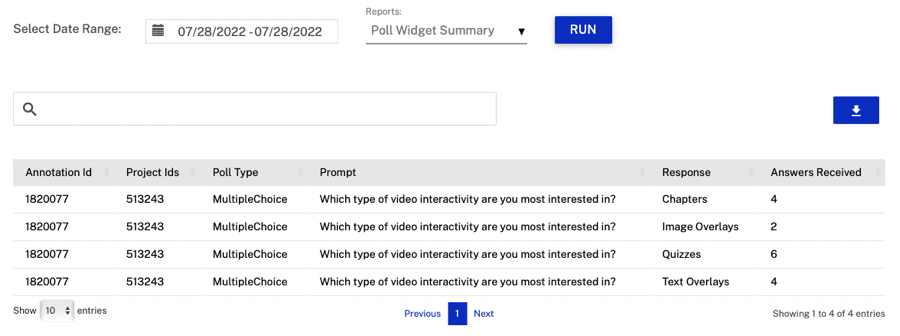 Reports:
Select Date Range: 07/28/2022 - 07/28/2022 Poll Widget Summary RUN
Annotation Id Project Ids Poll Type Prompt Response Answers Received
1820077 513243 MultipleChoice Which type of video interactivity are you most interested in? Chapters 4
1820077 513243 MultipleChoice Which type of video interactivity are you most interested in? Image Overlays 2
1820077 513243 MultipleChoice Which type of video interactivity are you most interested in? Quizzes 6
1820077 513243 MultipleChoice Which type of video interactivity are you most interested in? Text Overlays 4
Show 10 entries Previous 1 Next Showing 1 to 4 of 4 entries